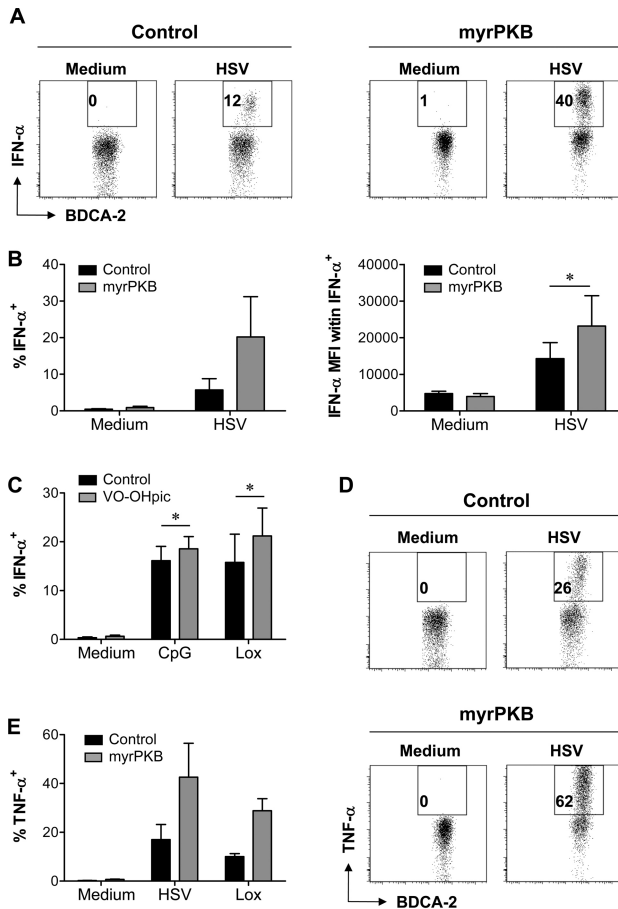 A
Control
myrPKB
Medium
HSV
Medium
HSV
0
12
1
40
IFN-α
BDCA-2
B
Control
myrPKB
% IFN-α+
30
20
10
0
Medium
HSV
Control
myrPKB
*
IFN-α MFI witin IFN-α+
40000
30000
20000
10000
0
Medium
HSV
C
Control
VO-OHpic
% IFN-α+
30
20
10
0
*
*
Medium
CpG
Lox
D
Control
Medium
HSV
0
26
myrPKB
Medium
HSV
0
62
TNF-α
BDCA-2
E
Control
myrPKB
% TNF-α+
60
40
20
0
Medium
HSV
Lox